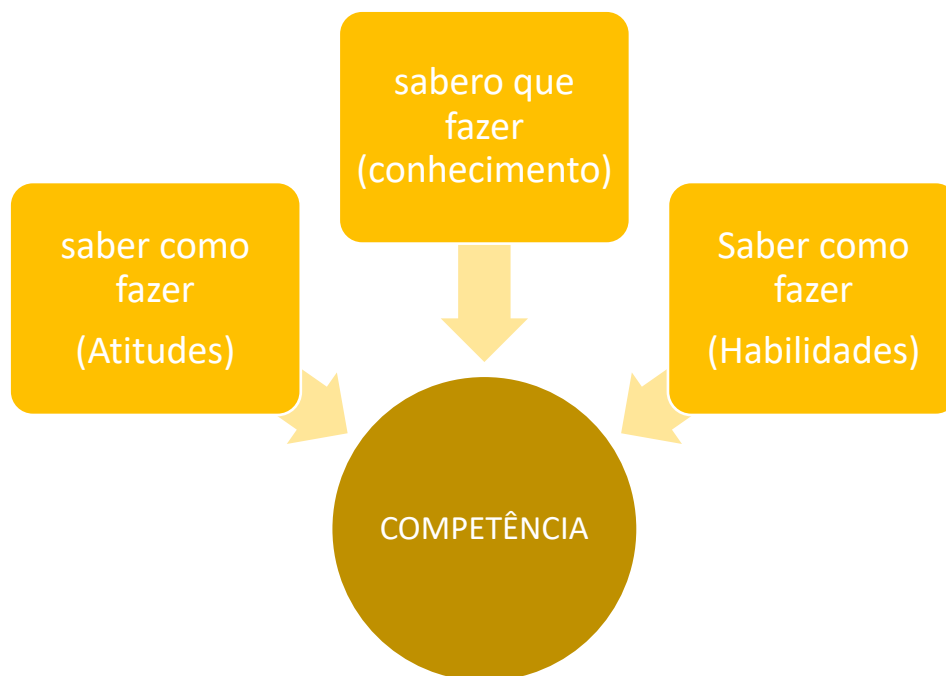 sabero que
fazer
(conhecimento)
saber como
fazer
(Atitudes)
Saber como
fazer
(Habilidades)
COMPETÊNCIA